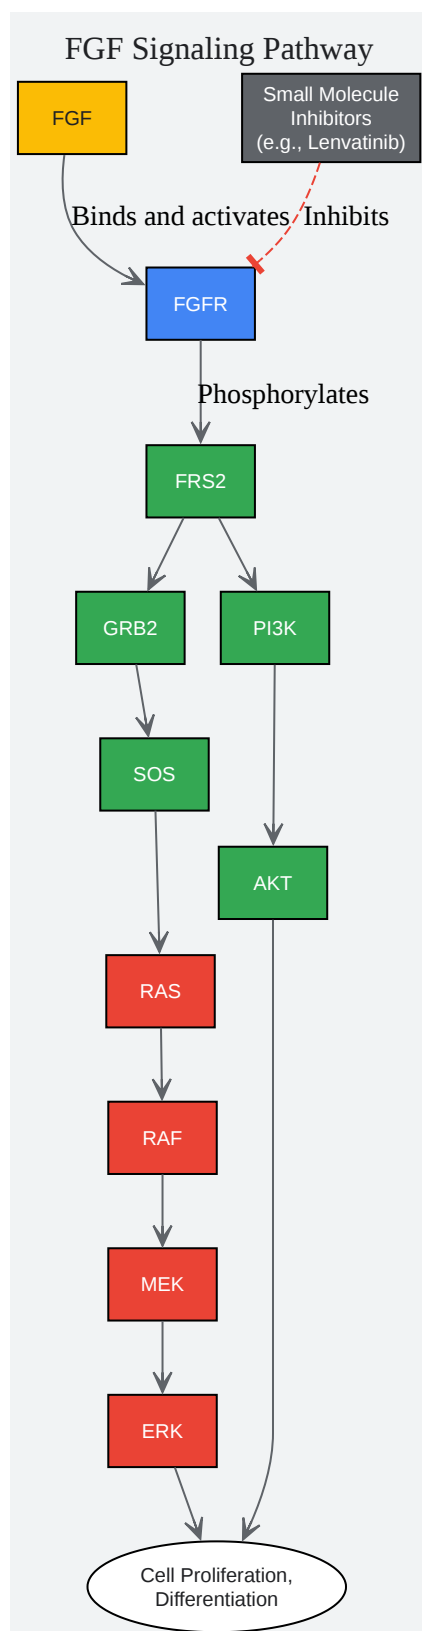 FGF Signaling Pathway
FGF
Small Molecule
Inhibitors
(e.g., Lenvatinib)
Binds and activates
Inhibits
FGFR
Phosphorylates
FRS2
GRB2
PI3K
SOS
AKT
RAS
RAF
MEK
ERK
Cell Proliferation,
Differentiation